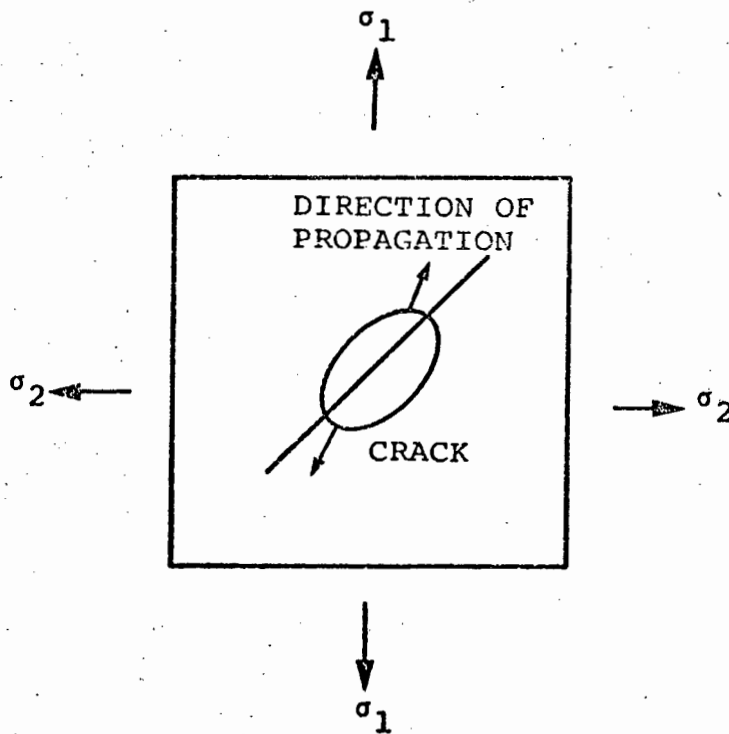 σ1
DIRECTION OF
PROPAGATION
σ2
σ2
CRACK
σ1